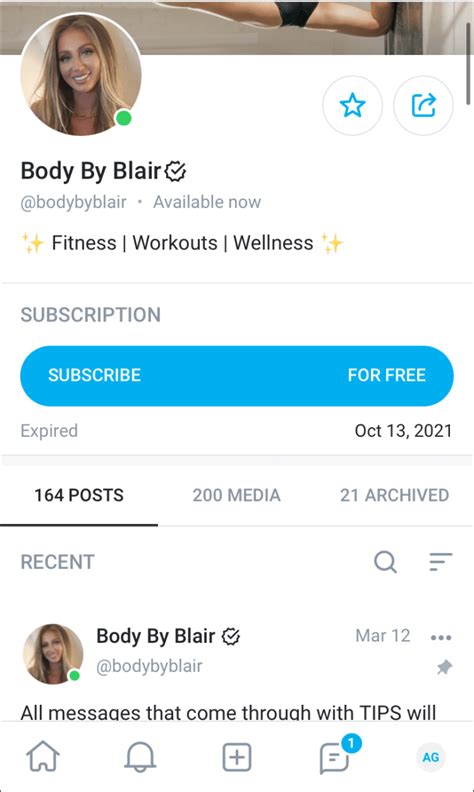 Body By Blair
@bodybyblair • Available now
✨ Fitness | Workouts | Wellness ✨
SUBSCRIPTION
SUBSCRIBE FOR FREE
Expired Oct 13, 2021
164 POSTS 200 MEDIA 21 ARCHIVED
RECENT
Body By Blair Mar 12
@bodybyblair
All messages that come through with TIPS will
1
AG